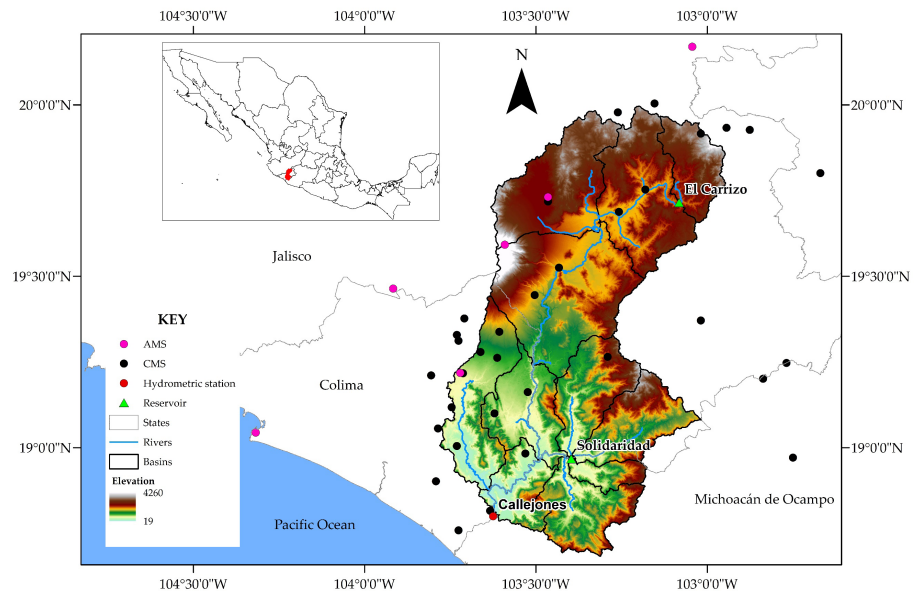 104°30'0"W 104°0'0"W 103°30'0"W 103°0'0"W
N
20°0'0"N 20°0'0"N
El Carrizo
Jalisco
19°30'0"N 19°30'0"N
KEY
AMS
CMS
Hydrometric station
Reservoir
States
Rivers
Basins
Elevation
4260
19
Colima
19°0'0"N 19°0'0"N
Solidaridad
Michoacán de Ocampo
Callejones
Pacific Ocean
104°30'0"W 104°0'0"W 103°30'0"W 103°0'0"W